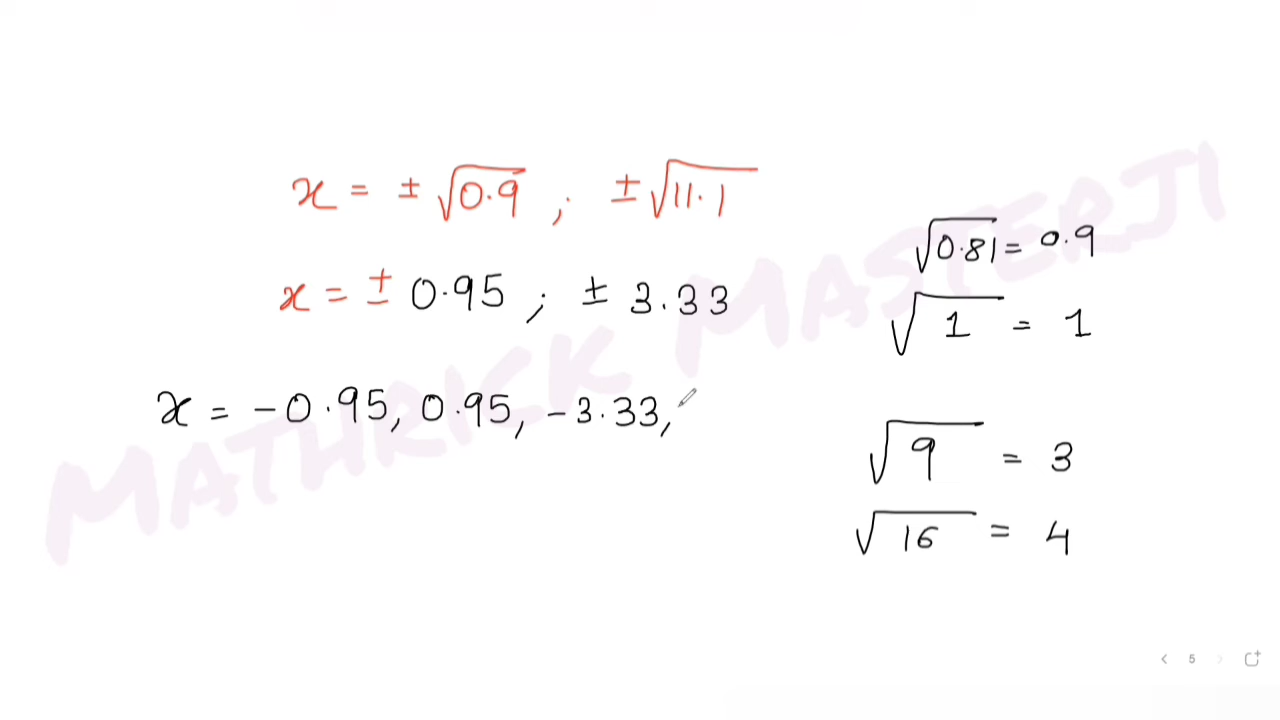 x = ± √0.9 ; ± √11.1
x = ± 0.95 ; ± 3.33
x = -0.95, 0.95, -3.33,
√0.81 = 0.9
√1 = 1
√9 = 3
√16 = 4
MATHRICK MASTERJI
5